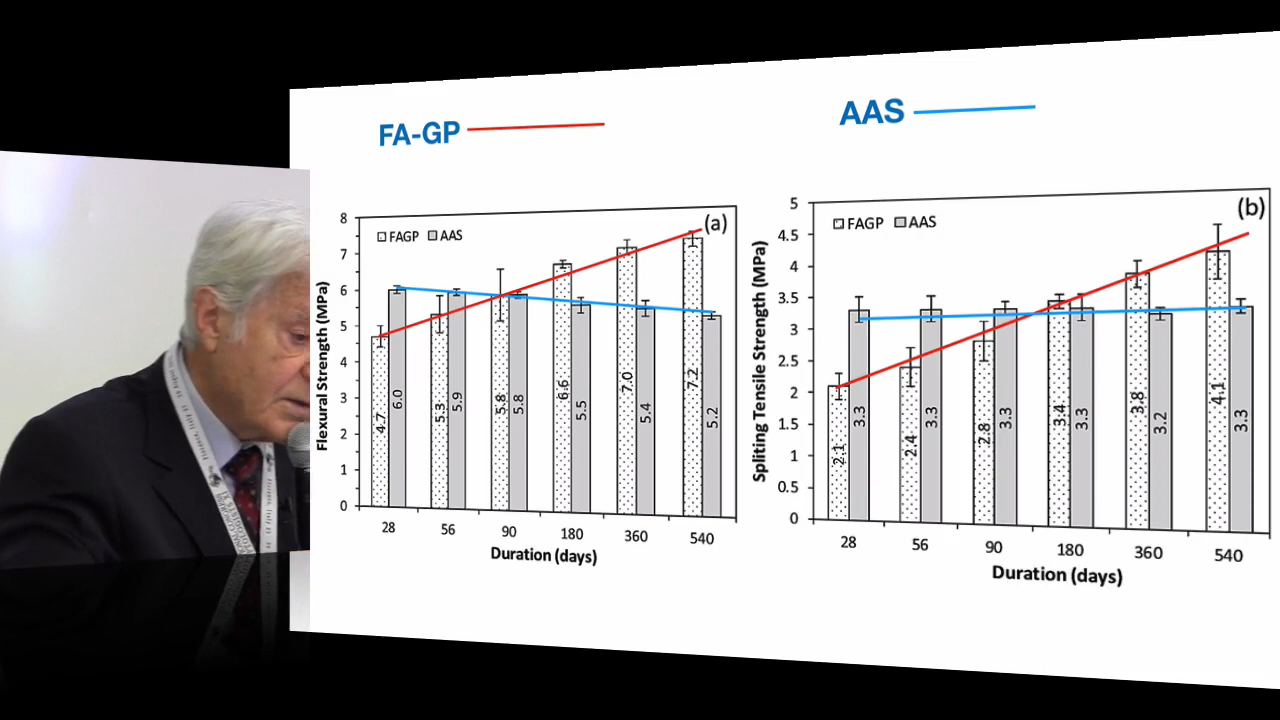 FA-GP
AAS
(a)
FAGP AAS
Flexural Strength (MPa)
8
7
6
5
4
3
2
1
0
4.7 6.0 5.3 5.9 5.8 5.8 6.6 5.5 7.0 5.4 7.2 5.2
28 56 90 180 360 540
Duration (days)
(b)
FAGP AAS
Spliting Tensile Strength (MPa)
5
4.5
4
3.5
3
2.5
2
1.5
1
0.5
0
2.1 3.3 2.4 3.3 2.8 3.3 3.4 3.3 3.8 3.2 4.1 3.3
28 56 90 180 360 540
Duration (days)